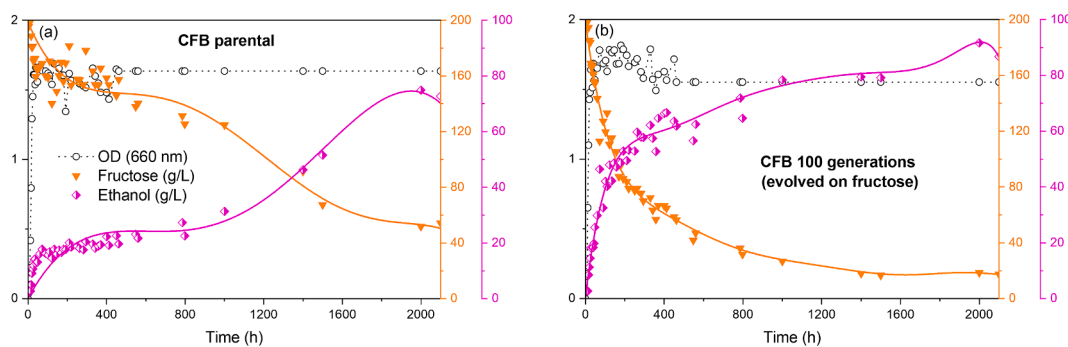 (a)
CFB parental
OD (660 nm)
Fructose (g/L)
Ethanol (g/L)
2
1
0
200
160
120
80
40
0
100
80
60
40
20
0
0 400 800 1200 1600 2000
Time (h)
(b)
CFB 100 generations
(evolved on fructose)
2
1
0
200
160
120
80
40
0
100
80
60
40
20
0
0 400 800 1200 1600 2000
Time (h)